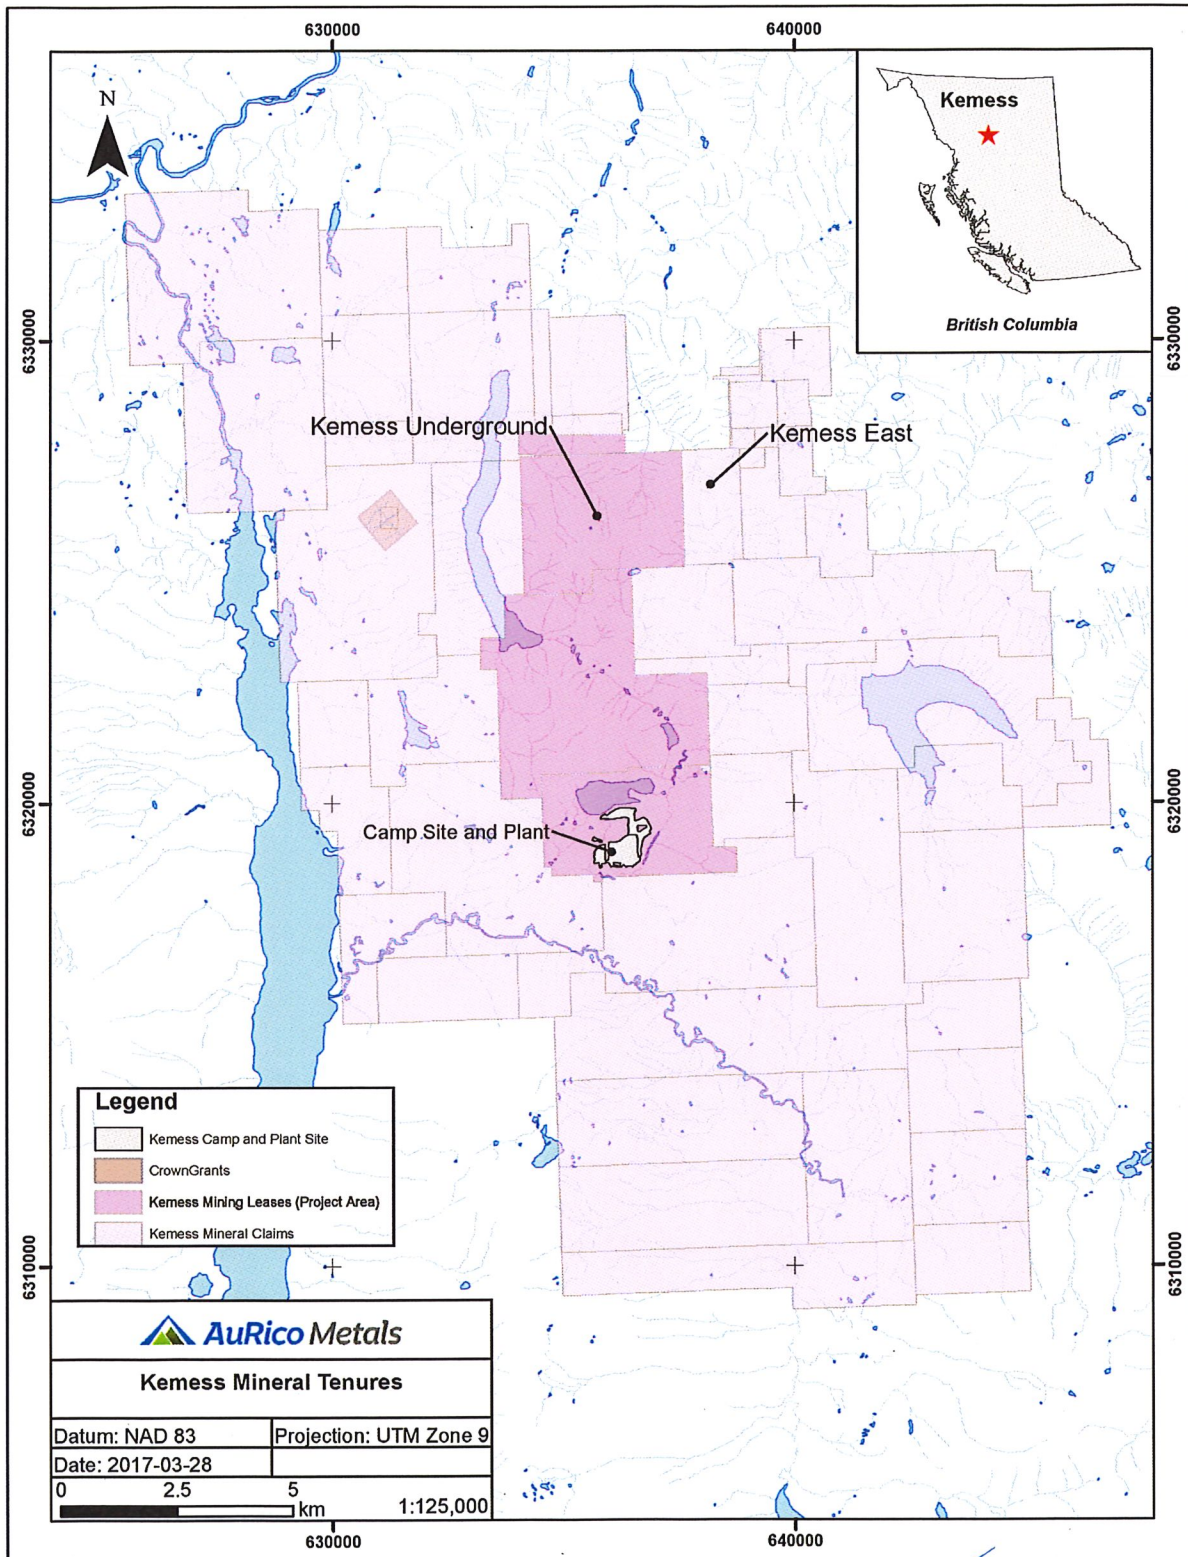 630000
640000
N
Kemess
British Columbia
6330000
6330000
Kemess Underground
Kemess East
6320000
6320000
Camp Site and Plant
Legend
Kemess Camp and Plant Site
CrownGrants
Kemess Mining Leases (Project Area)
Kemess Mineral Claims
6310000
6310000
AuRico Metals
Kemess Mineral Tenures
Datum: NAD 83
Projection: UTM Zone 9
Date: 2017-03-28
0 2.5 5
km
1:125,000
630000
640000